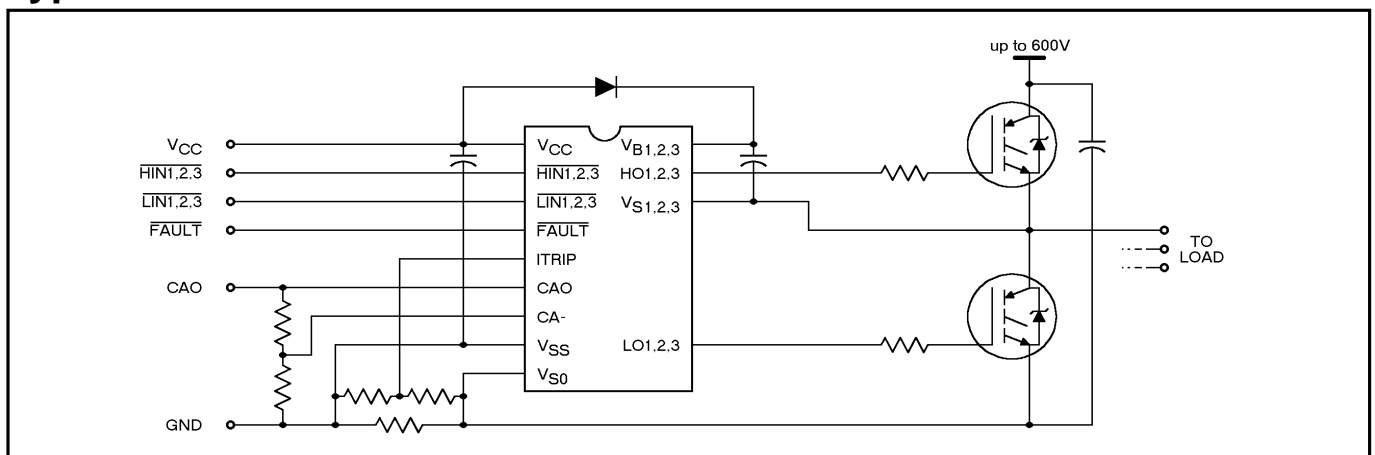 up to 600V
VCC
HIN1,2,3
LIN1,2,3
FAULT
CAO
GND
VCC
HIN1,2,3
LIN1,2,3
FAULT
ITRIP
CAO
CA-
VSS
VS0
VB1,2,3
HO1,2,3
VS1,2,3
LO1,2,3
TO
LOAD